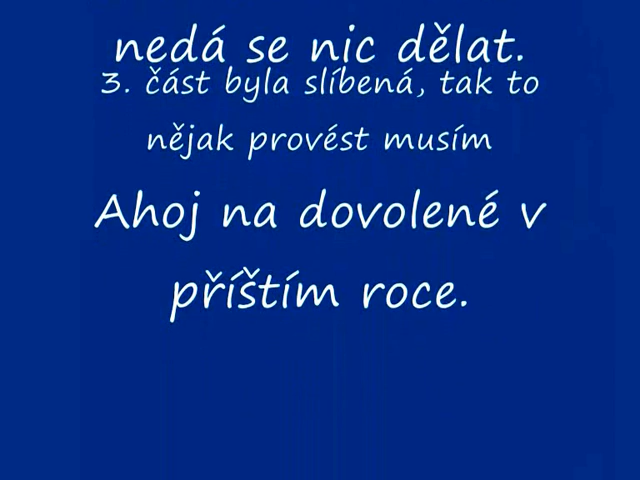 nedá se nic dělat.
3. část byla slíbená, tak to
nějak provést musím
Ahoj na dovolené v
příštím roce.